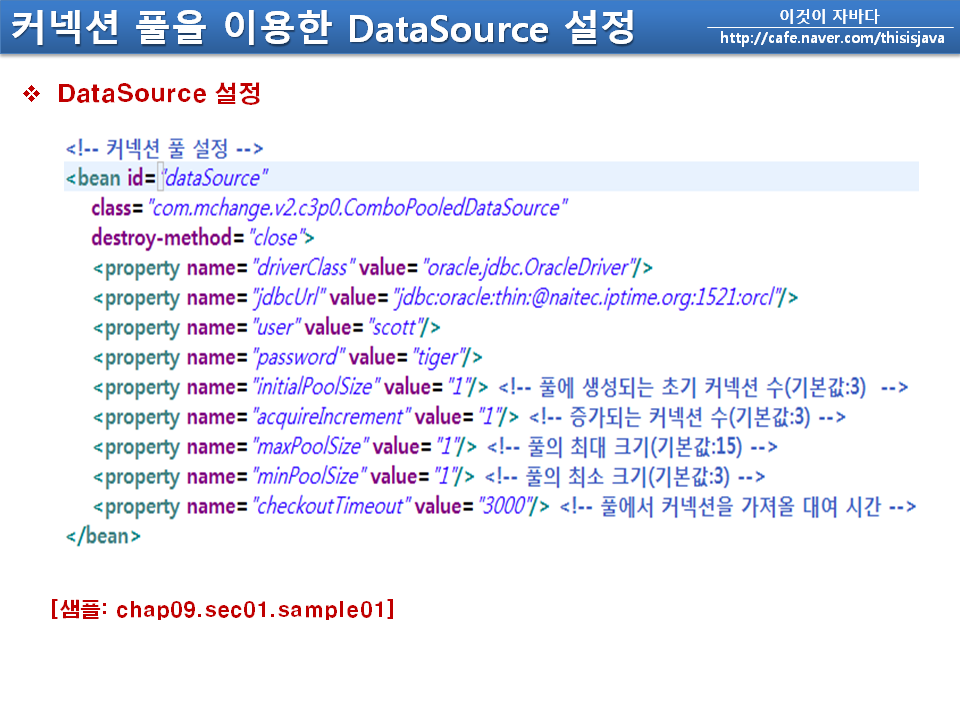 커넥션 풀을 이용한 DataSource 설정
이것이 자바다
http://cafe.naver.com/thisisjava
❖ DataSource 설정
<!-- 커넥션 풀 설정 -->
<bean id="dataSource"
class="com.mchange.v2.c3p0.ComboPooledDataSource"
destroy-method="close">
<property name="driverClass" value="oracle.jdbc.OracleDriver"/>
<property name="jdbcUrl" value="jdbc:oracle:thin:@naitec.iptime.org:1521:orcl"/>
<property name="user" value="scott"/>
<property name="password" value="tiger"/>
<property name="initialPoolSize" value="1"/> <!-- 풀에 생성되는 초기 커넥션 수(기본값:3)  -->
<property name="acquireIncrement" value="1"/> <!-- 증가되는 커넥션 수(기본값:3) -->
<property name="maxPoolSize" value="1"/> <!-- 풀의 최대 크기(기본값:15) -->
<property name="minPoolSize" value="1"/> <!-- 풀의 최소 크기(기본값:3) -->
<property name="checkoutTimeout" value="3000"/> <!-- 풀에서 커넥션을 가져올 대여 시간 -->
</bean>
[샘플: chap09.sec01.sample01]